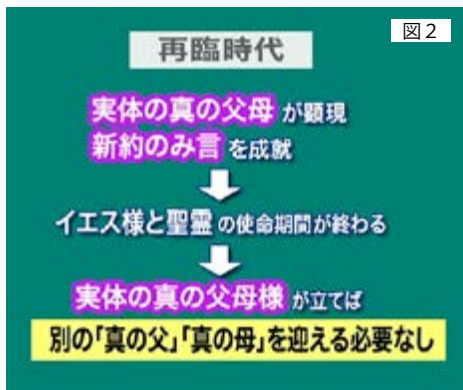 図2
再臨時代
実体の真の父母 が顕現
新約のみ言 を成就
イエス様と聖霊 の使命期間が終わる
実体の真の父母様 が立てば
別の「真の父」「真の母」を迎える必要なし